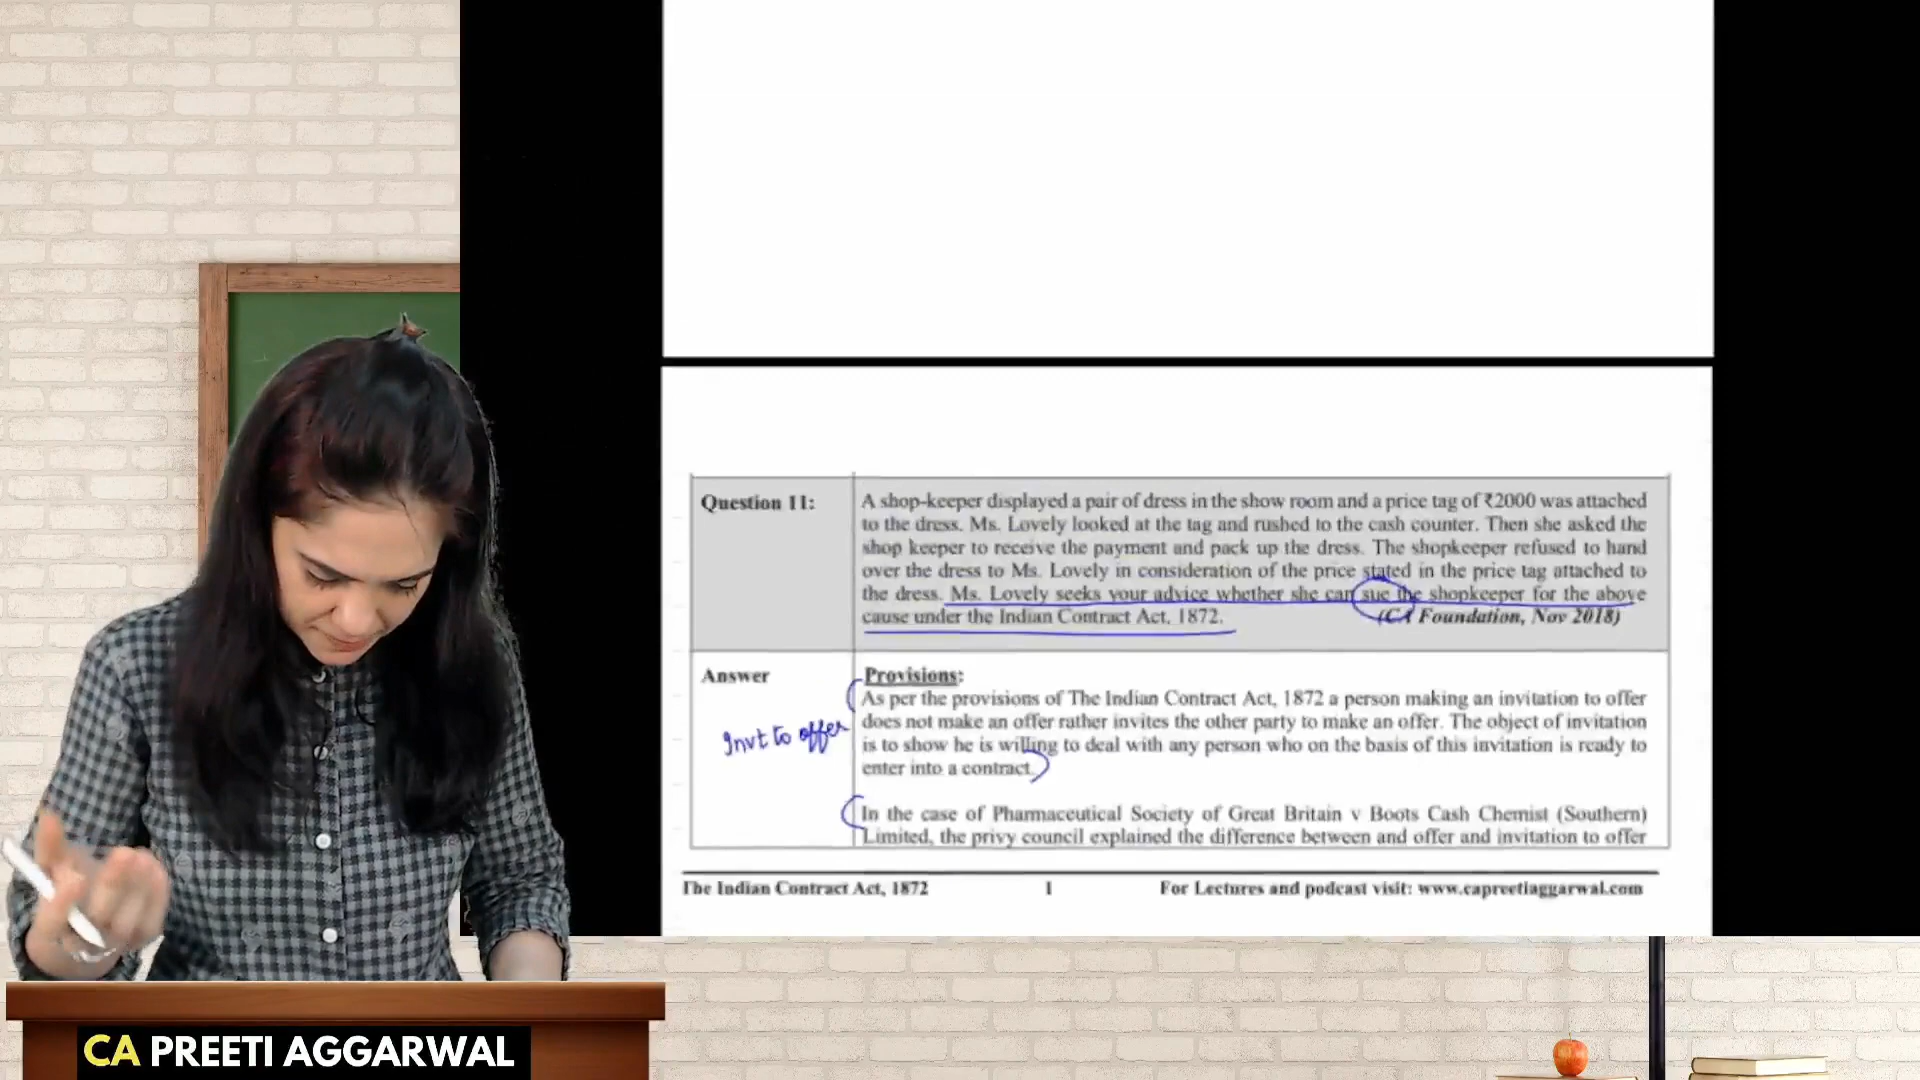 Question 11:
A shop-keeper displayed a pair of dress in the show room and a price tag of ₹2000 was attached
to the dress. Ms. Lovely looked at the tag and rushed to the cash counter. Then she asked the
shop keeper to receive the payment and pack up the dress. The shopkeeper refused to hand
over the dress to Ms. Lovely in consideration of the price stated in the price tag attached to
the dress. Ms. Lovely seeks your advice whether she can sue the shopkeeper for the above
cause under the Indian Contract Act, 1872. (CA Foundation, Nov 2018)
Answer
Invt to offer
Provisions:
As per the provisions of The Indian Contract Act, 1872 a person making an invitation to offer
does not make an offer rather invites the other party to make an offer. The object of invitation
is to show he is willing to deal with any person who on the basis of this invitation is ready to
enter into a contract.
In the case of Pharmaceutical Society of Great Britain v Boots Cash Chemist (Southern)
Limited, the privy council explained the difference between and offer and invitation to offer
The Indian Contract Act, 1872 1 For Lectures and podcast visit: www.capreetiaggarwal.com
CA PREETI AGGARWAL